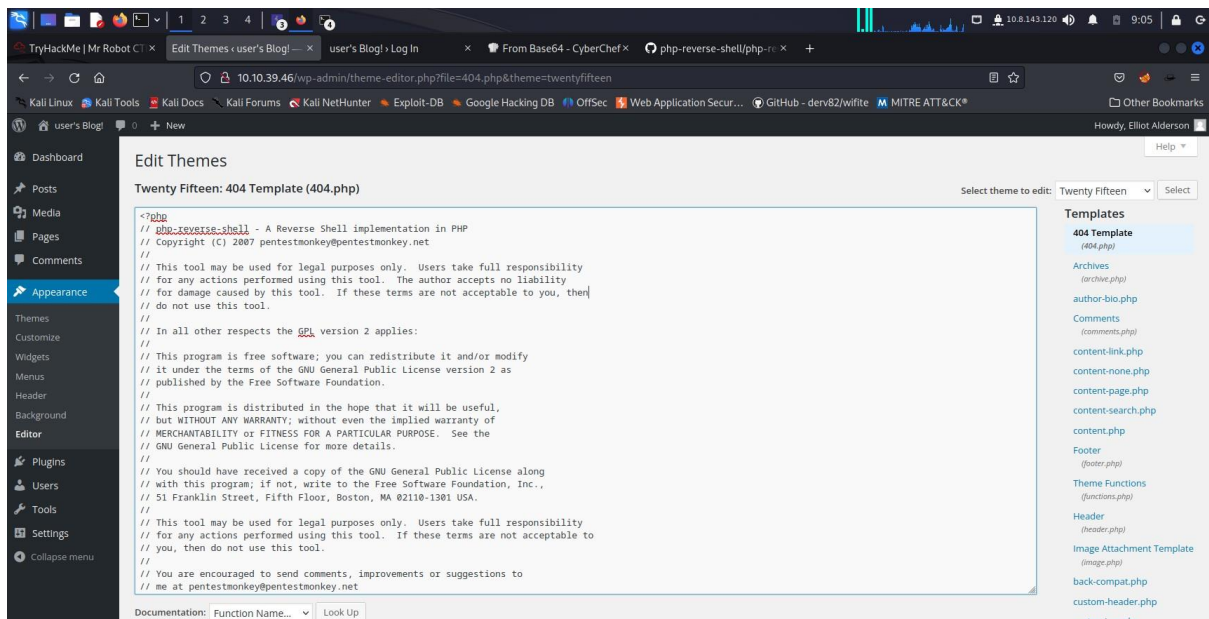 1 2 3 4 10.8.143.120 9:05
TryHackMe | Mr Robot CT × Edit Themes ‹ user's Blog! — × user's Blog! › Log In × From Base64 - CyberChef × php-reverse-shell/php-re × +
10.10.39.46/wp-admin/theme-editor.php?file=404.php&theme=twentyfifteen
Kali Linux Kali Tools Kali Docs Kali Forums Kali NetHunter Exploit-DB Google Hacking DB OffSec Web Application Secur… GitHub - derv82/wifite MITRE ATT&CK® Other Bookmarks
user's Blog! 0 + New Howdy, Elliot Alderson
Help
Dashboard
Posts
Media
Pages
Comments
Appearance
Themes
Customize
Widgets
Menus
Header
Background
Editor
Plugins
Users
Tools
Settings
Collapse menu
Edit Themes
Twenty Fifteen: 404 Template (404.php)
Select theme to edit: Twenty Fifteen Select
<?php
// php-reverse-shell - A Reverse Shell implementation in PHP
// Copyright (C) 2007 pentestmonkey@pentestmonkey.net
//
// This tool may be used for legal purposes only.  Users take full responsibility
// for any actions performed using this tool.  The author accepts no liability
// for damage caused by this tool.  If these terms are not acceptable to you, then
// do not use this tool.
//
// In all other respects the GPL version 2 applies:
//
// This program is free software; you can redistribute it and/or modify
// it under the terms of the GNU General Public License version 2 as
// published by the Free Software Foundation.
//
// This program is distributed in the hope that it will be useful,
// but WITHOUT ANY WARRANTY; without even the implied warranty of
// MERCHANTABILITY or FITNESS FOR A PARTICULAR PURPOSE.  See the
// GNU General Public License for more details.
//
// You should have received a copy of the GNU General Public License along
// with this program; if not, write to the Free Software Foundation, Inc.,
// 51 Franklin Street, Fifth Floor, Boston, MA 02110-1301 USA.
//
// This tool may be used for legal purposes only.  Users take full responsibility
// for any actions performed using this tool.  If these terms are not acceptable to
// you, then do not use this tool.
//
// You are encouraged to send comments, improvements or suggestions to
// me at pentestmonkey@pentestmonkey.net
Documentation: Function Name... Look Up
Templates
404 Template
(404.php)
Archives
(archive.php)
author-bio.php
Comments
(comments.php)
content-link.php
content-none.php
content-page.php
content-search.php
content.php
Footer
(footer.php)
Theme Functions
(functions.php)
Header
(header.php)
Image Attachment Template
(image.php)
back-compat.php
custom-header.php